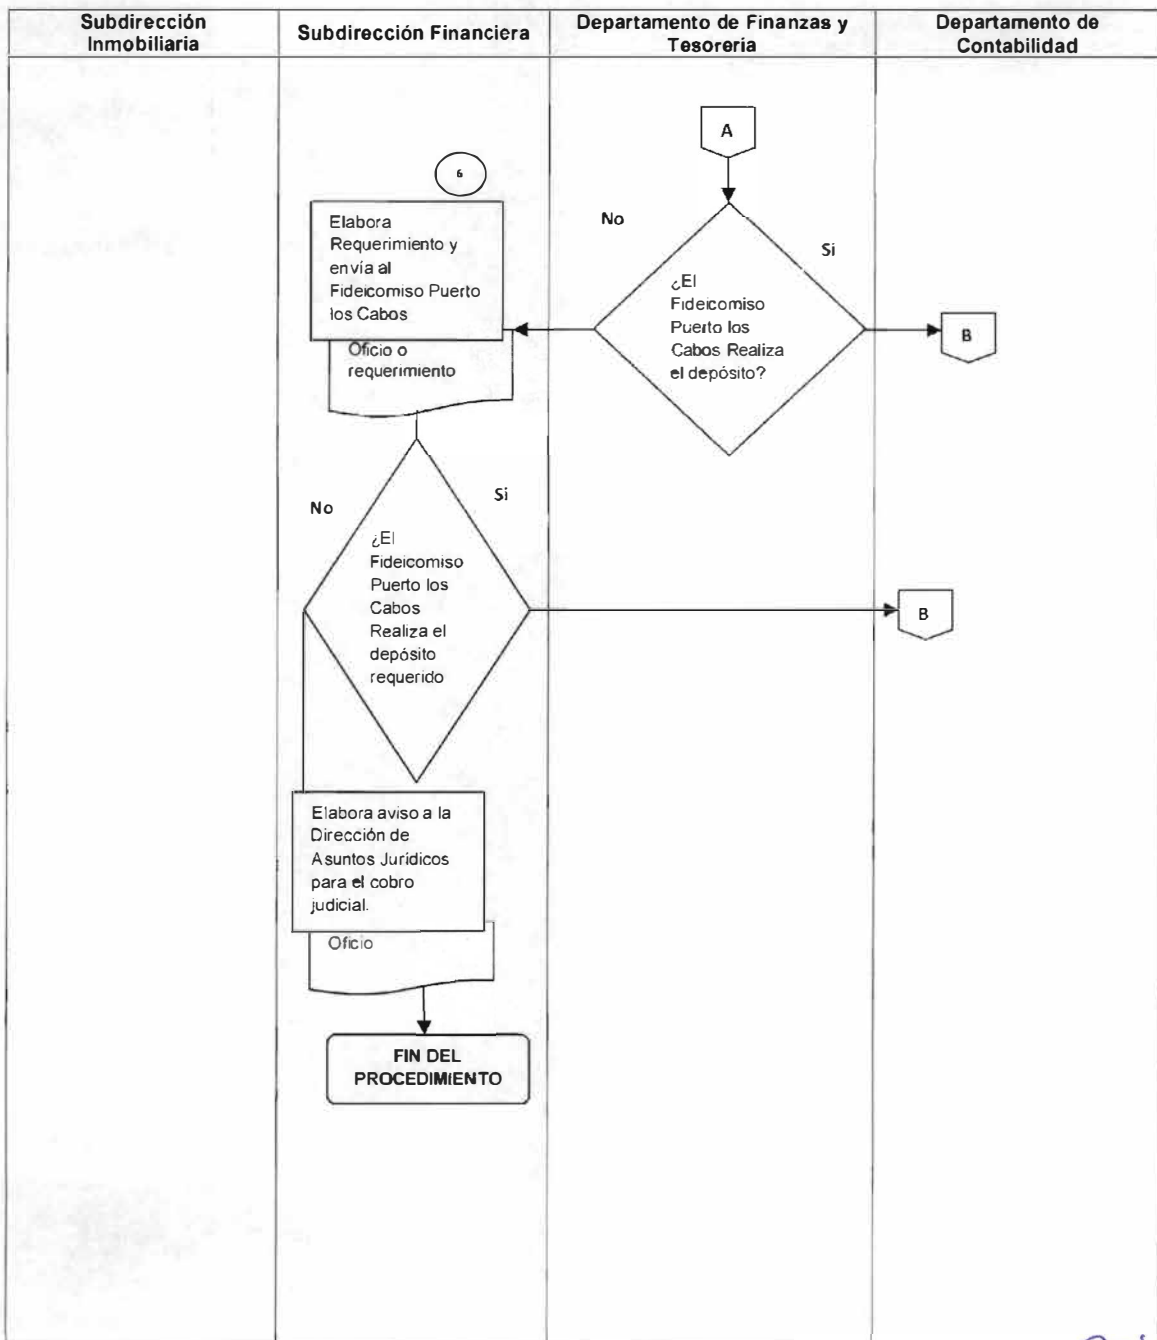 Subdirección
Inmobiliaria
Subdirección Financiera
Departamento de Finanzas y
Tesorería
Departamento de
Contabilidad
A
6
Elabora
Requerimiento y
envía al
Fideicomiso Puerto
los Cabos
Oficio o
requerimiento
No
Si
¿El
Fideicomiso
Puerto los
Cabos Realiza
el depósito?
B
No
Si
¿El
Fideicomiso
Puerto los
Cabos
Realiza el
depósito
requerido
B
Elabora aviso a la
Dirección de
Asuntos Jurídicos
para el cobro
judicial.
Oficio
FIN DEL
PROCEDIMIENTO